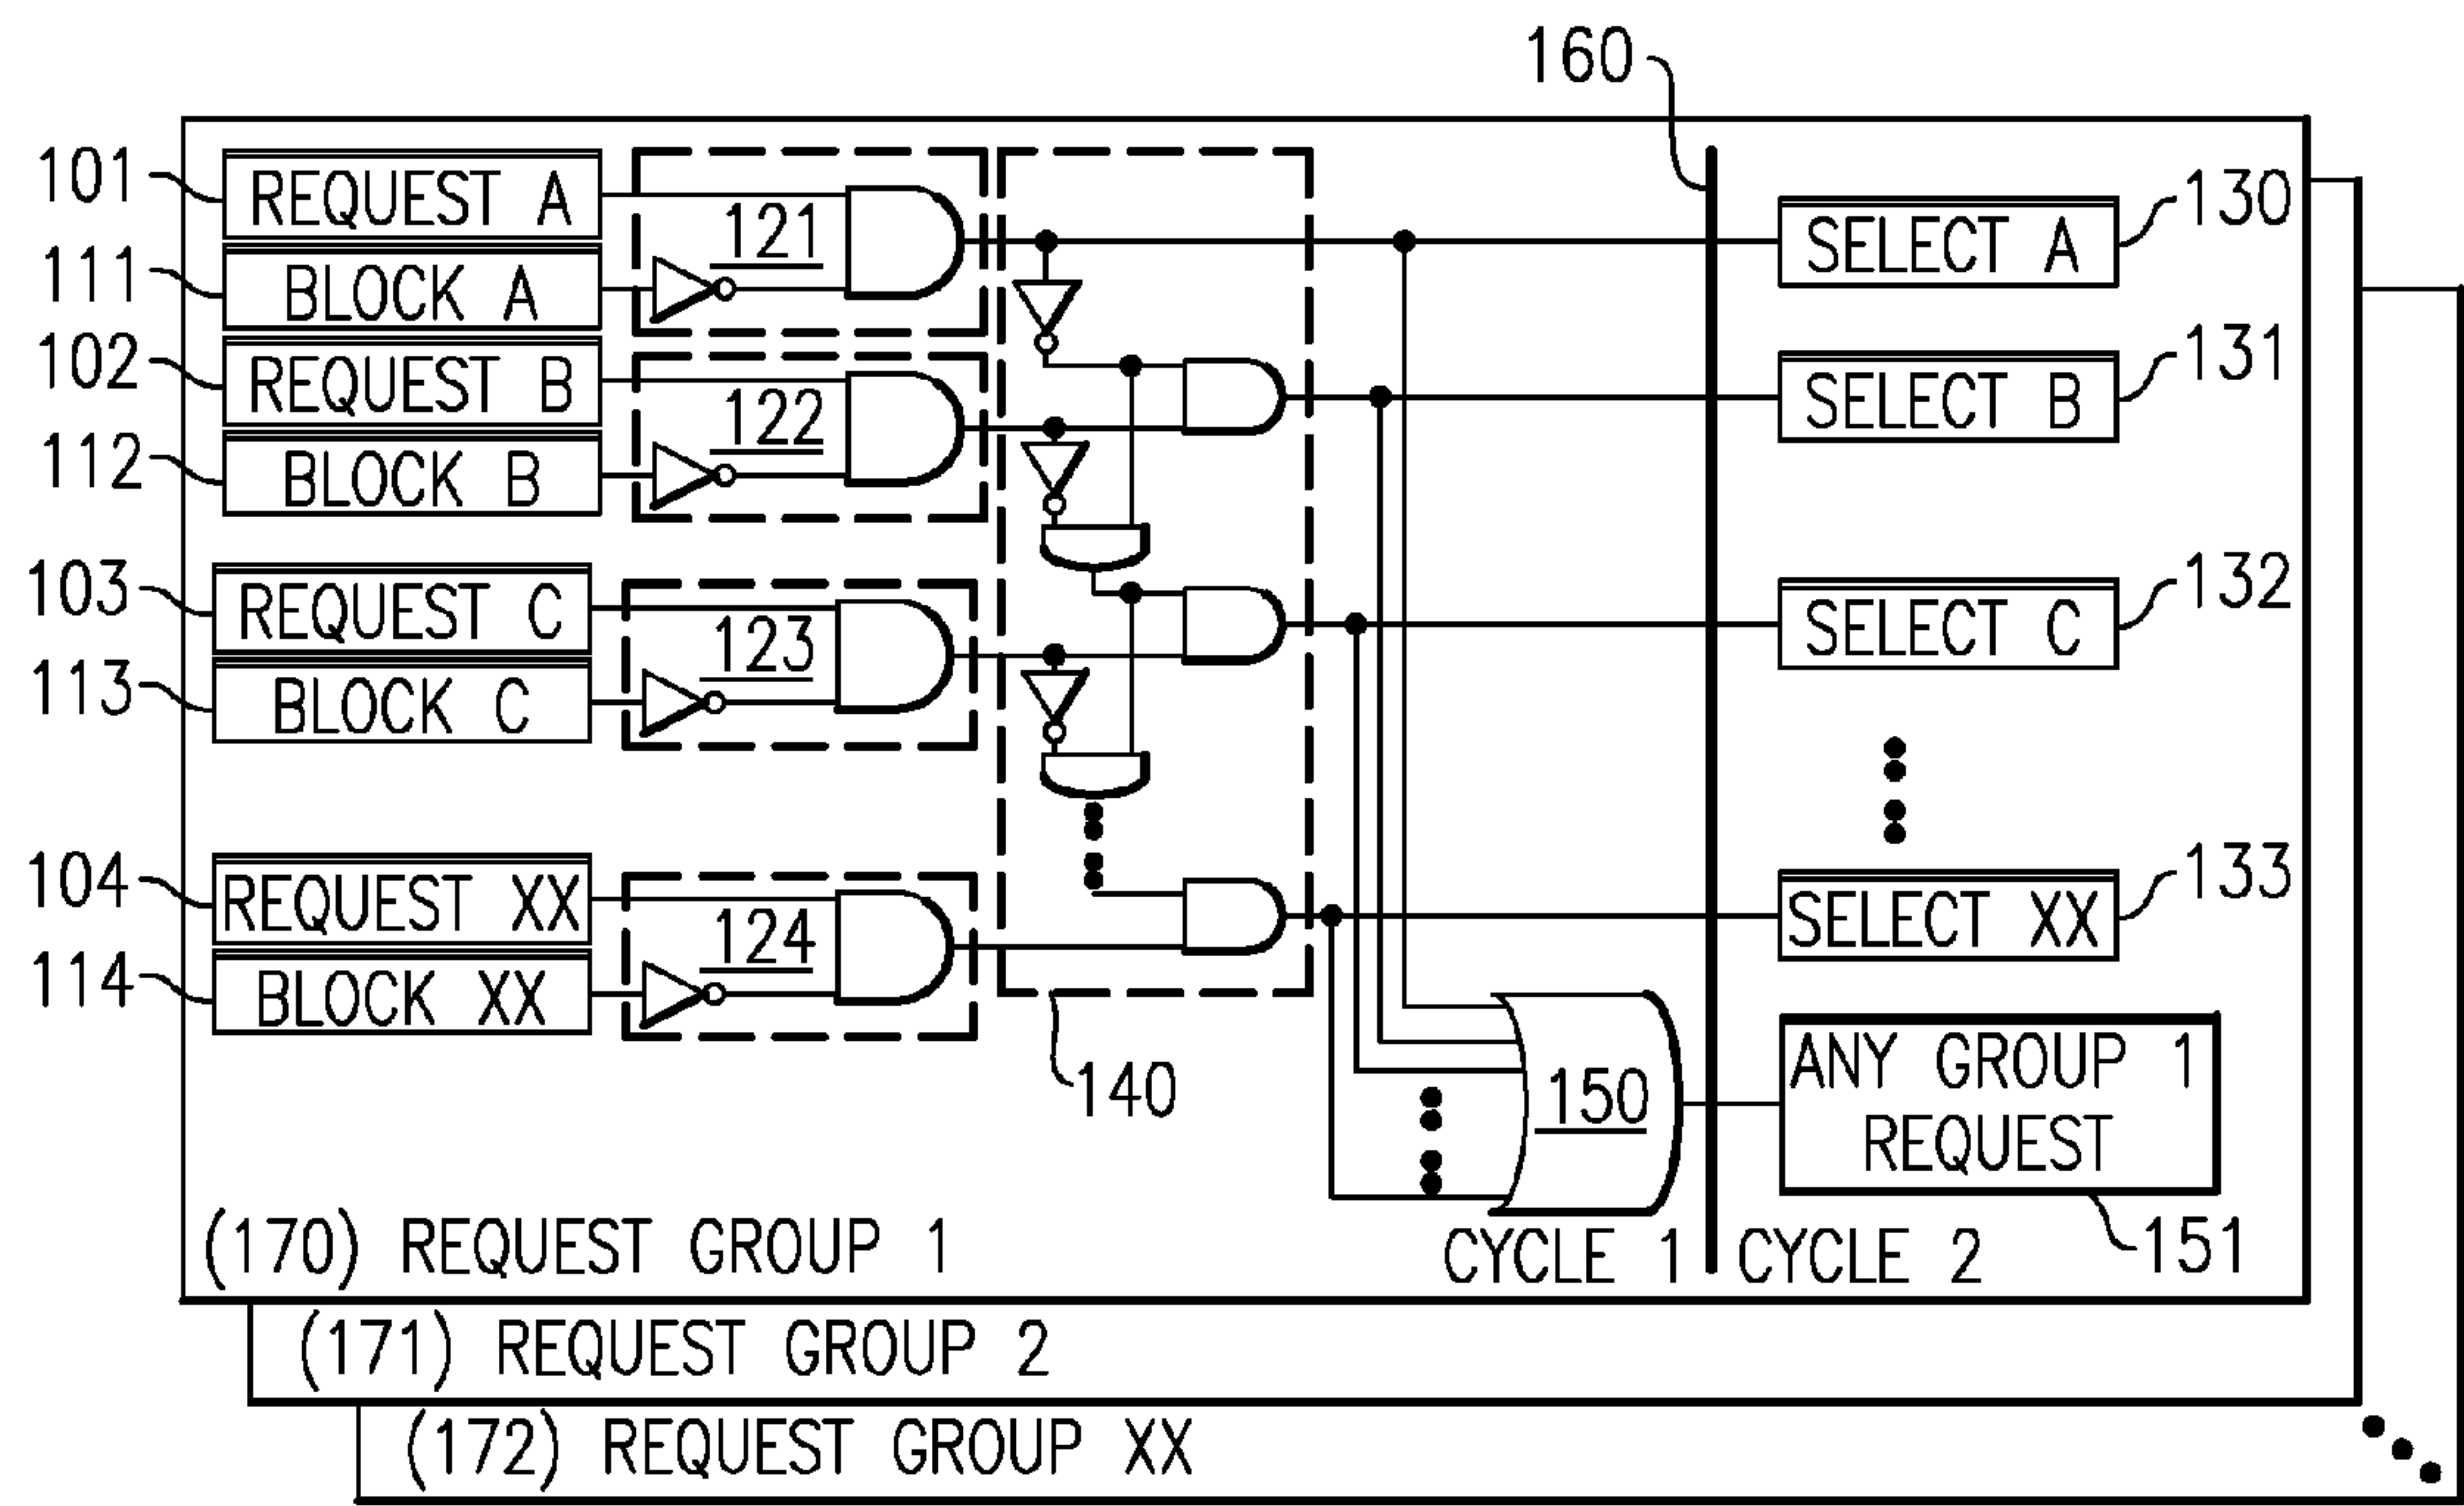 160
101
REQUEST A
121
SELECT A
130
111
BLOCK A
102
REQUEST B
122
SELECT B
131
112
BLOCK B
103
REQUEST C
123
SELECT C
132
113
BLOCK C
104
REQUEST XX
124
SELECT XX
133
114
BLOCK XX
140
150
ANY GROUP 1
REQUEST
151
(170) REQUEST GROUP 1
CYCLE 1
CYCLE 2
(171) REQUEST GROUP 2
(172) REQUEST GROUP XX